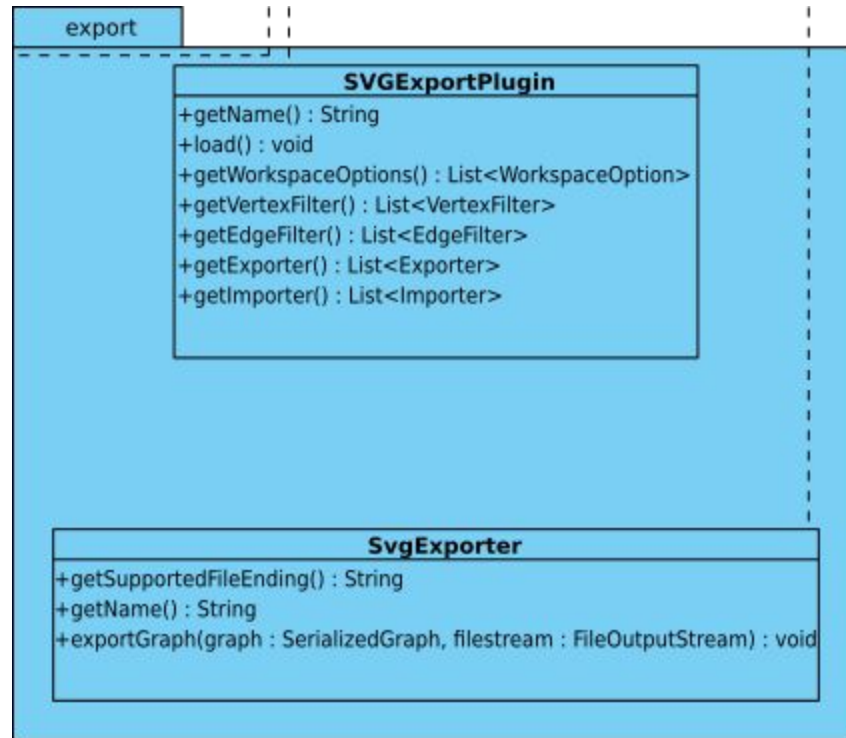 export
SVGExportPlugin
+getName() : String
+load() : void
+getWorkspaceOptions() : List<WorkspaceOption>
+getVertexFilter() : List<VertexFilter>
+getEdgeFilter() : List<EdgeFilter>
+getExporter() : List<Exporter>
+getImporter() : List<Importer>
SvgExporter
+getSupportedFileEnding() : String
+getName() : String
+exportGraph(graph : SerializedGraph, filestream : FileOutputStream) : void